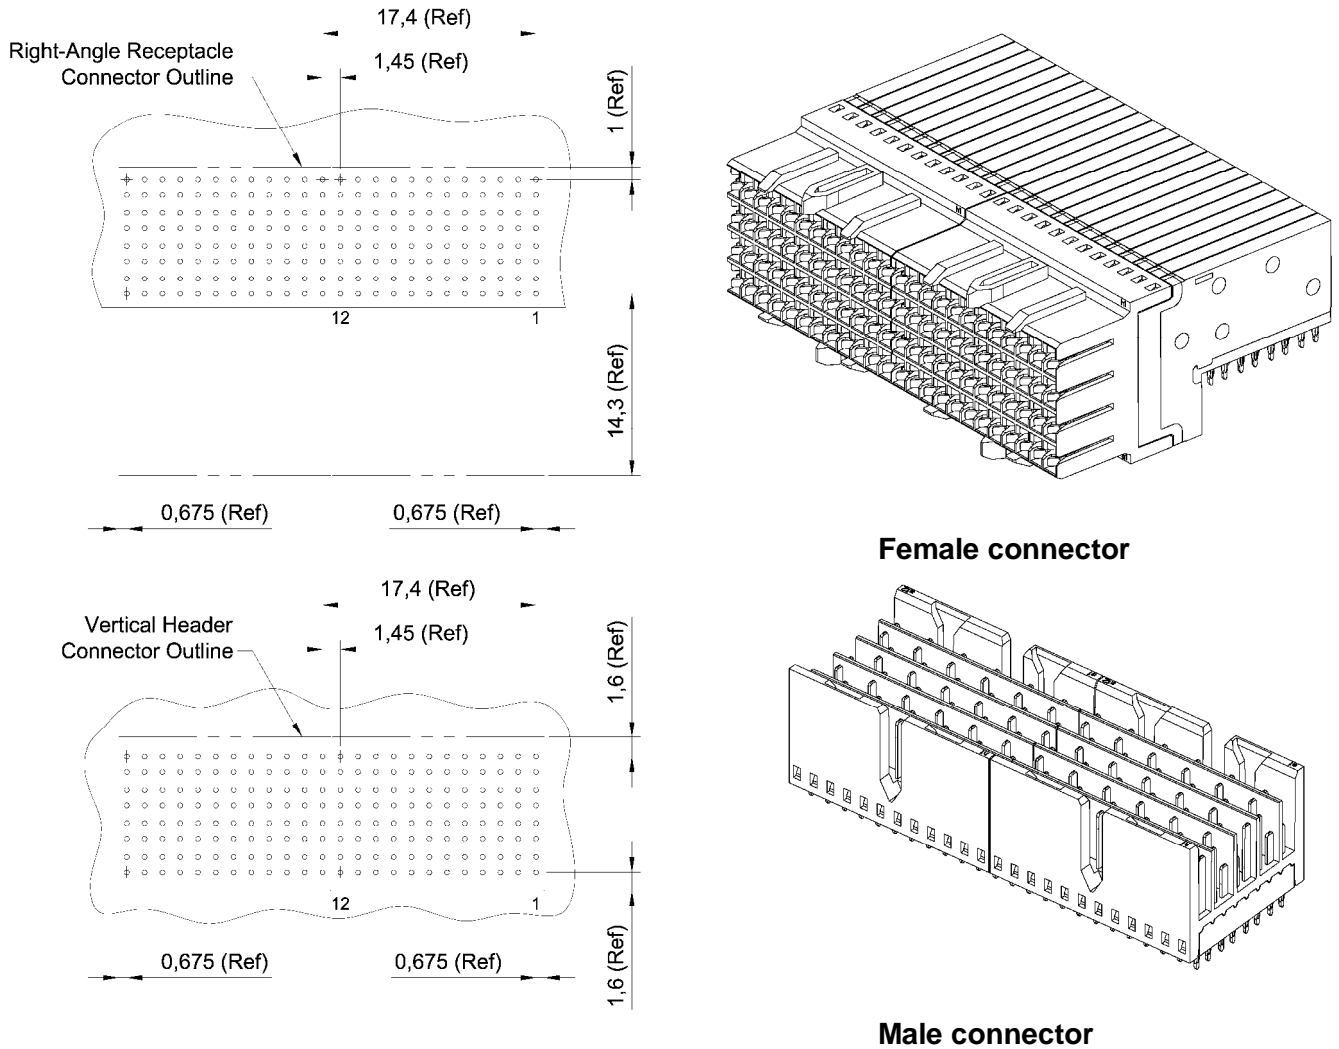 17,4 (Ref)
Right-Angle Receptacle
Connector Outline
1,45 (Ref)
1 (Ref)
12
1
14,3 (Ref)
0,675 (Ref)
0,675 (Ref)
Female connector
17,4 (Ref)
Vertical Header
Connector Outline
1,45 (Ref)
1,6 (Ref)
12
1
0,675 (Ref)
0,675 (Ref)
1,6 (Ref)
Male connector